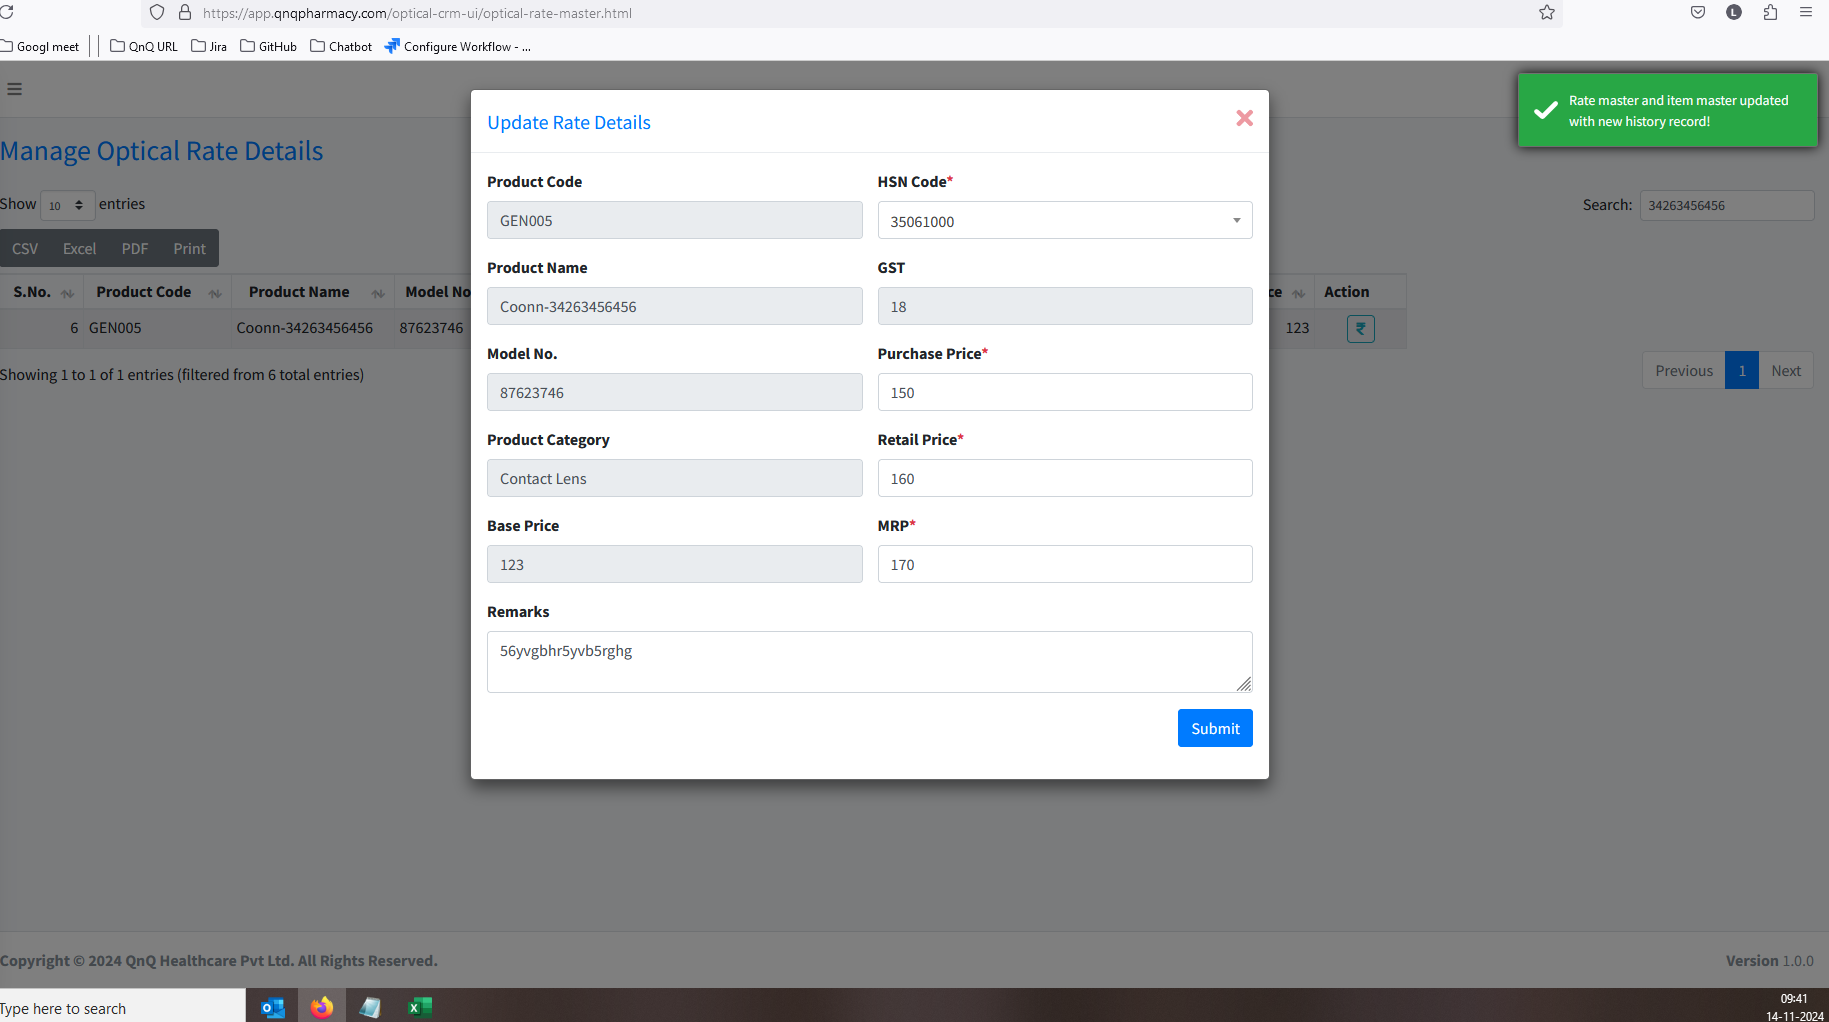 https://app.qnqpharmacy.com/optical-crm-ui/optical-rate-master.html
L
Googl meet
QnQ URL
Jira
GitHub
Chatbot
Configure Workflow - ...
Rate master and item master updated
with new history record!
Update Rate Details
Manage Optical Rate Details
Show 10 entries
Search: 34263456456
CSV Excel PDF Print
S.No. Product Code Product Name Model No ce Action
6 GEN005 Coonn-34263456456 87623746 123 ₹
Showing 1 to 1 of 1 entries (filtered from 6 total entries)
Previous 1 Next
Product Code
GEN005
HSN Code*
35061000
Product Name
Coonn-34263456456
GST
18
Model No.
87623746
Purchase Price*
150
Product Category
Contact Lens
Retail Price*
160
Base Price
123
MRP*
170
Remarks
56yvgbhr5yvb5rghg
Submit
Copyright © 2024 QnQ Healthcare Pvt Ltd. All Rights Reserved.
Version 1.0.0
Type here to search
09:41
14-11-2024